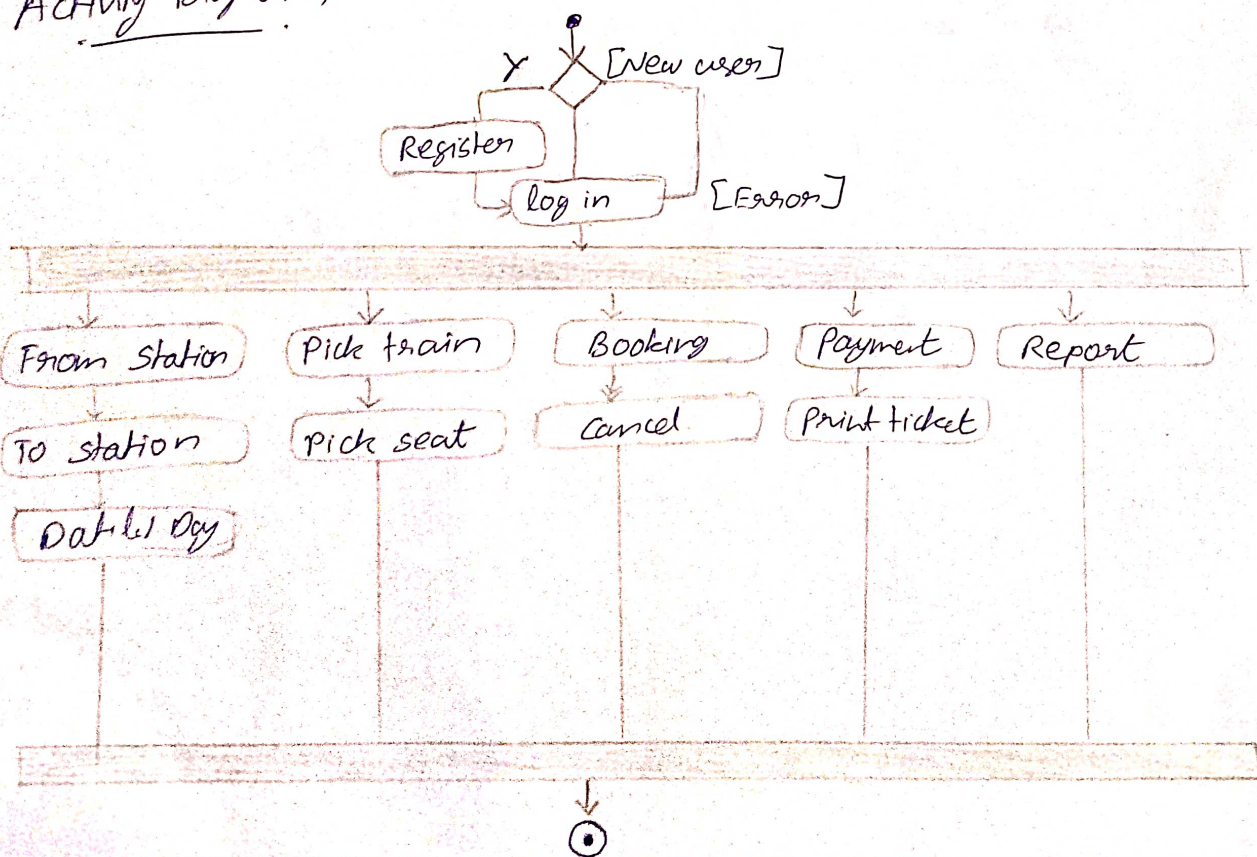 Activity
Y [New user]
Register
log in [Error]
From Station Pick train Booking Payment Report
To station Pick seat Cancel Print ticket
Day